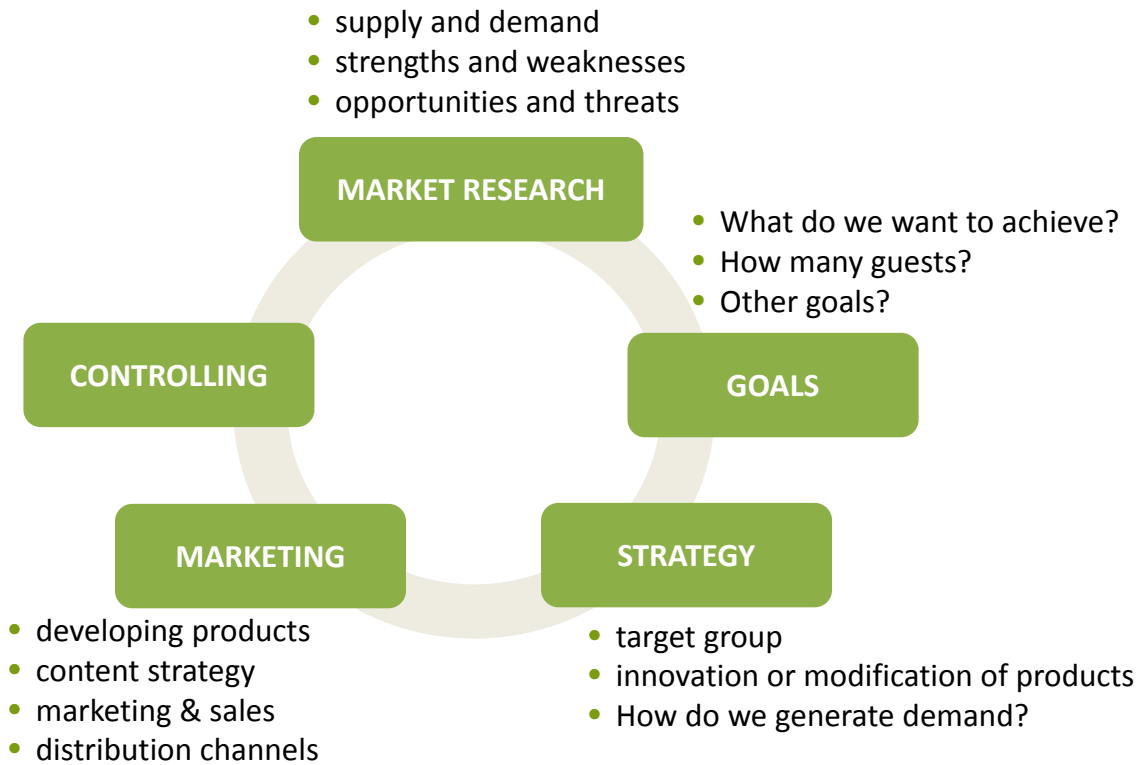 • supply and demand
• strengths and weaknesses
• opportunities and threats
MARKET RESEARCH
• What do we want to achieve?
• How many guests?
• Other goals?
GOALS
CONTROLLING
STRATEGY
• target group
• innovation or modification of products
• How do we generate demand?
MARKETING
• developing products
• content strategy
• marketing & sales
• distribution channels